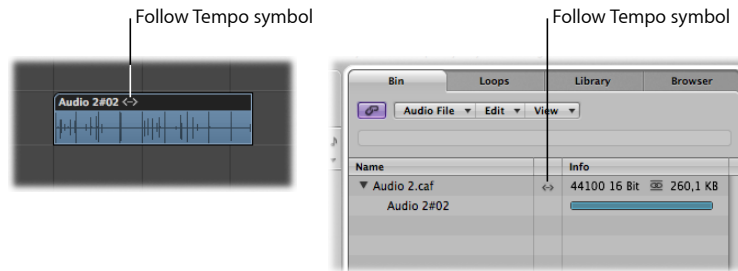 Follow Tempo symbol
Follow Tempo symbol
Audio 2#02
Bin Loops Library Browser
Audio File Edit View
Name Info
Audio 2.caf 44100 16 Bit 260,1 KB
Audio 2#02